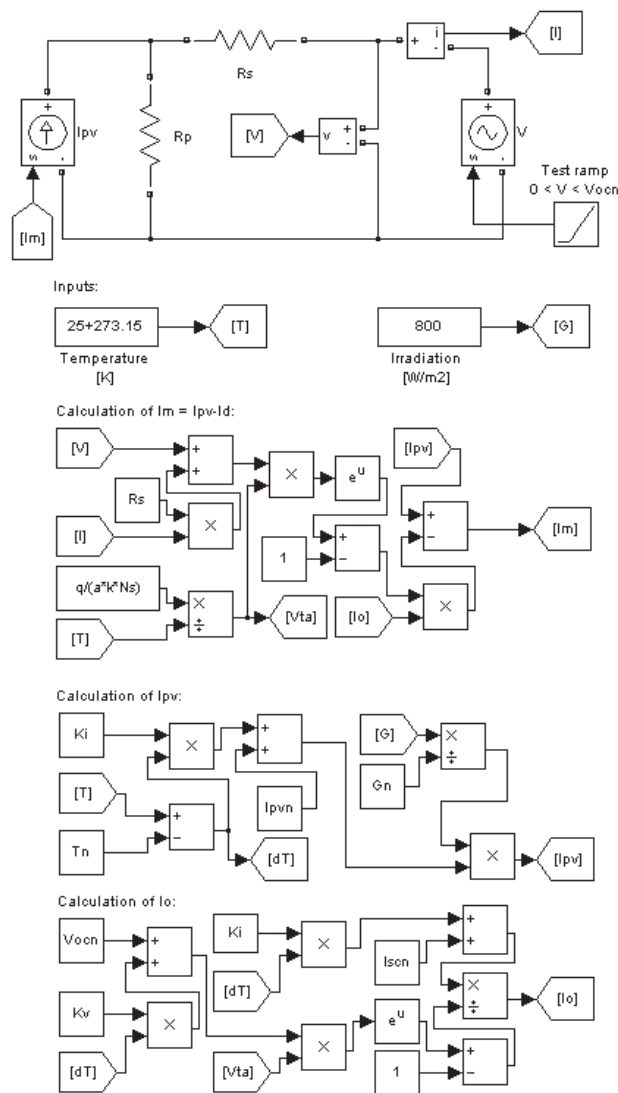 i
[I]
+
-
Rs
+
Ipv
s
-
Rp
[V]
v
+
-
+
V
s
-
Test ramp
0 < V < Vocn
[Im]
Inputs:
25+273.15
[T]
800
[G]
Temperature
[K]
Irradiation
[W/m2]
Calculation of Im = Ipv-Id:
[V]
+
+
×
e^u
[Ipv]
Rs
×
[I]
+
-
[Im]
1
+
-
q/(a*k*Ns)
×
÷
[T]
[Vta]
[Io]
×
Calculation of Ipv:
Ki
×
+
+
[G]
×
÷
Gn
[T]
Ipvn
+
-
Tn
[dT]
×
[Ipv]
Calculation of Io:
Vocn
+
+
Ki
×
+
+
Iscn
[dT]
×
÷
[Io]
Kv
×
e^u
[dT]
[Vta]
×
1
+
-